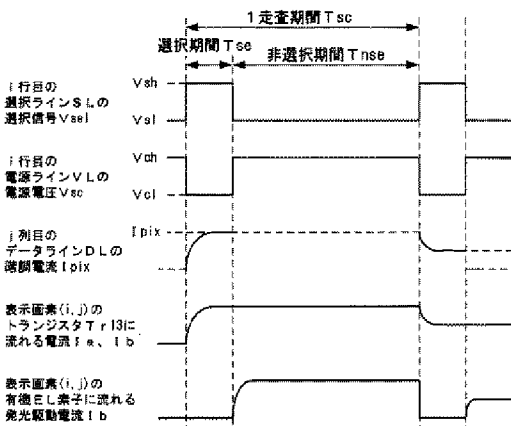 1走査期間Tsc
選択期間Tse
非選択期間Tnse
i行目の
選択ラインSLの
選択信号Vsel
Vsh
Vsl
i行目の
電源ラインVLの
電源電圧Vsc
Vch
Vcl
j列目の
データラインDLの
階調電流Ipix
Ipix
表示画素(i,j)の
トランジスタTr13に
流れる電流Ia、Ib
表示画素(i,j)の
有機EL素子に流れる
発光駆動電流Ib